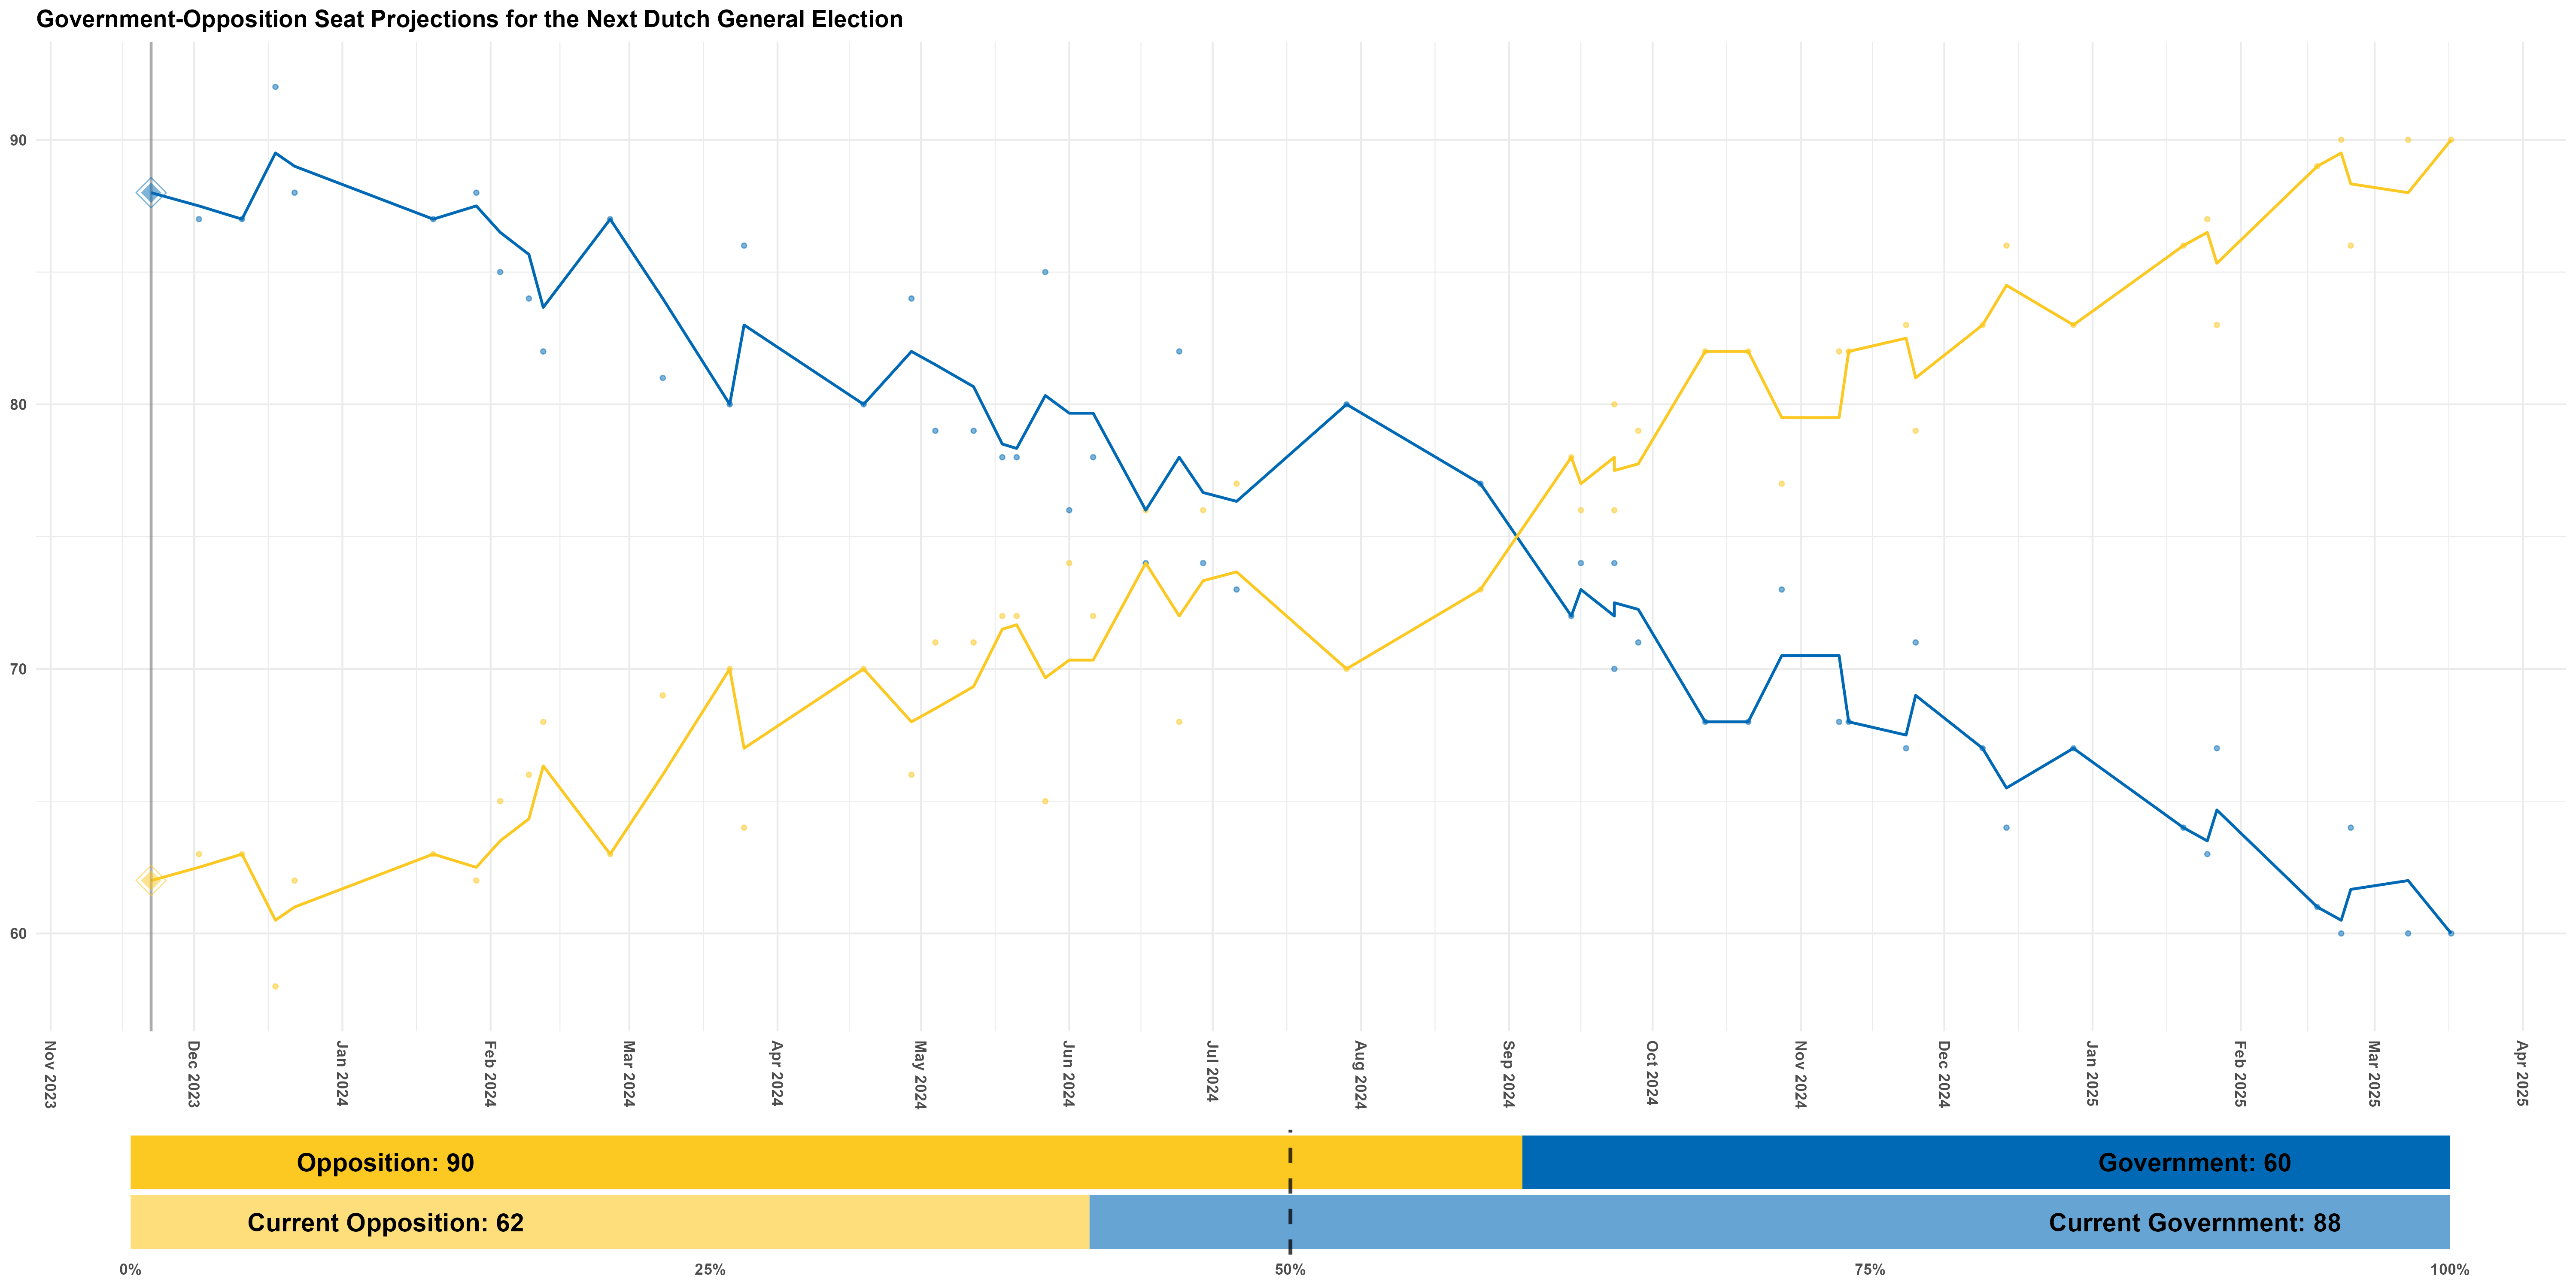 Government-Opposition Seat Projections for the Next Dutch General Election
90
80
70
60
Nov 2023
Dec 2023
Jan 2024
Feb 2024
Mar 2024
Apr 2024
May 2024
Jun 2024
Jul 2024
Aug 2024
Sep 2024
Oct 2024
Nov 2024
Dec 2024
Jan 2025
Feb 2025
Mar 2025
Apr 2025
Opposition: 90
Government: 60
Current Opposition: 62
Current Government: 88
0%
25%
50%
75%
100%